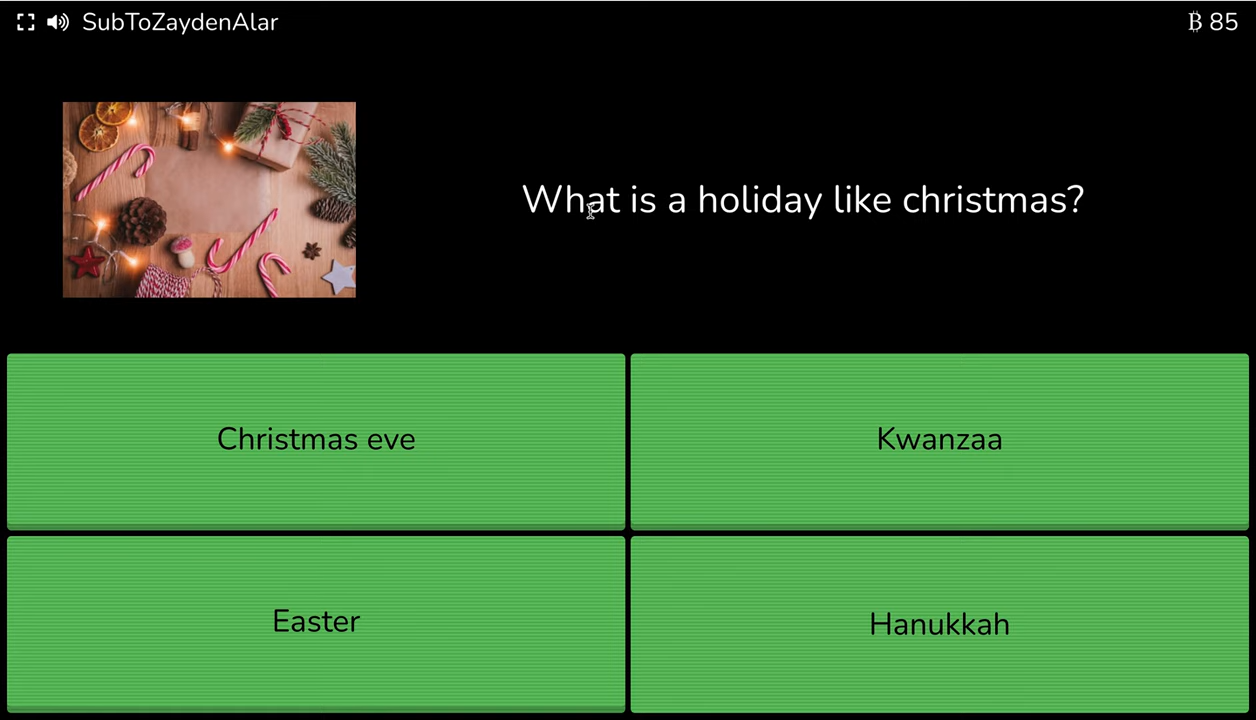 SubToZaydenAlar
₿ 85
What is a holiday like christmas?
Christmas eve
Kwanzaa
Easter
Hanukkah